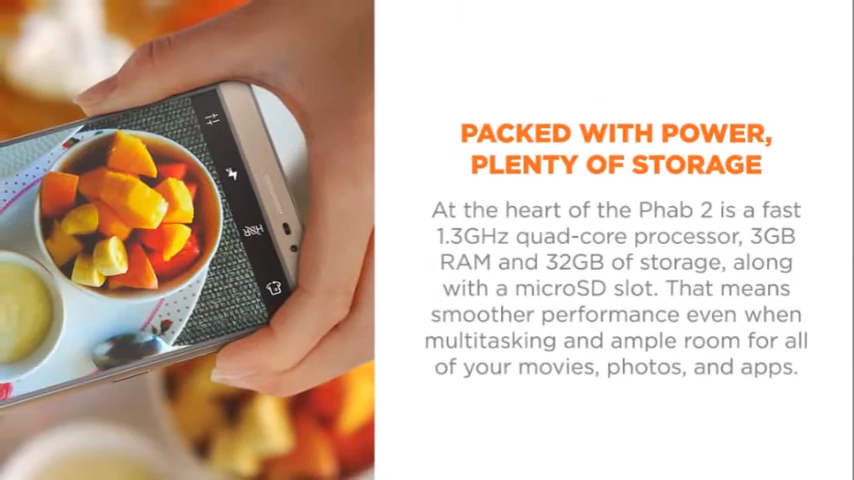 PACKED WITH POWER,
PLENTY OF STORAGE
At the heart of the Phab 2 is a fast
1.3GHz quad-core processor, 3GB
RAM and 32GB of storage, along
with a microSD slot. That means
smoother performance even when
multitasking and ample room for all
of your movies, photos, and apps.